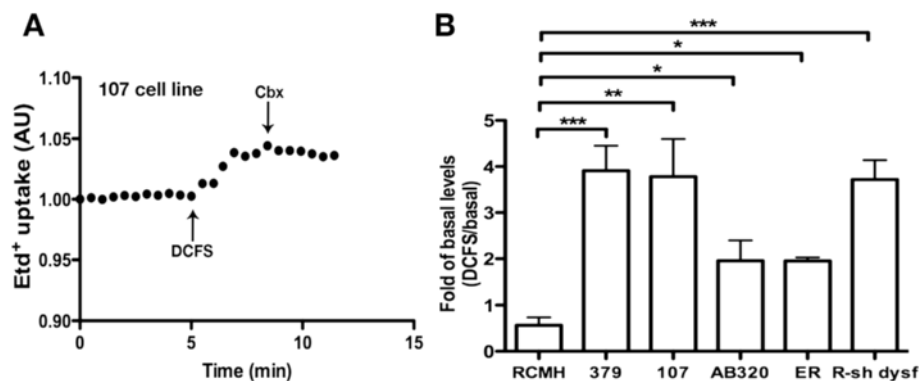 A
B
107 cell line
Cbx
DCFS
Etd+ uptake (AU)
1.10
1.05
1.00
0.95
0.90
0
5
10
15
Time (min)
***
*
*
**
***
Fold of basal levels
(DCFS/basal)
5
4
3
2
1
0
RCMH 379 107 AB320 ER R-sh dysf